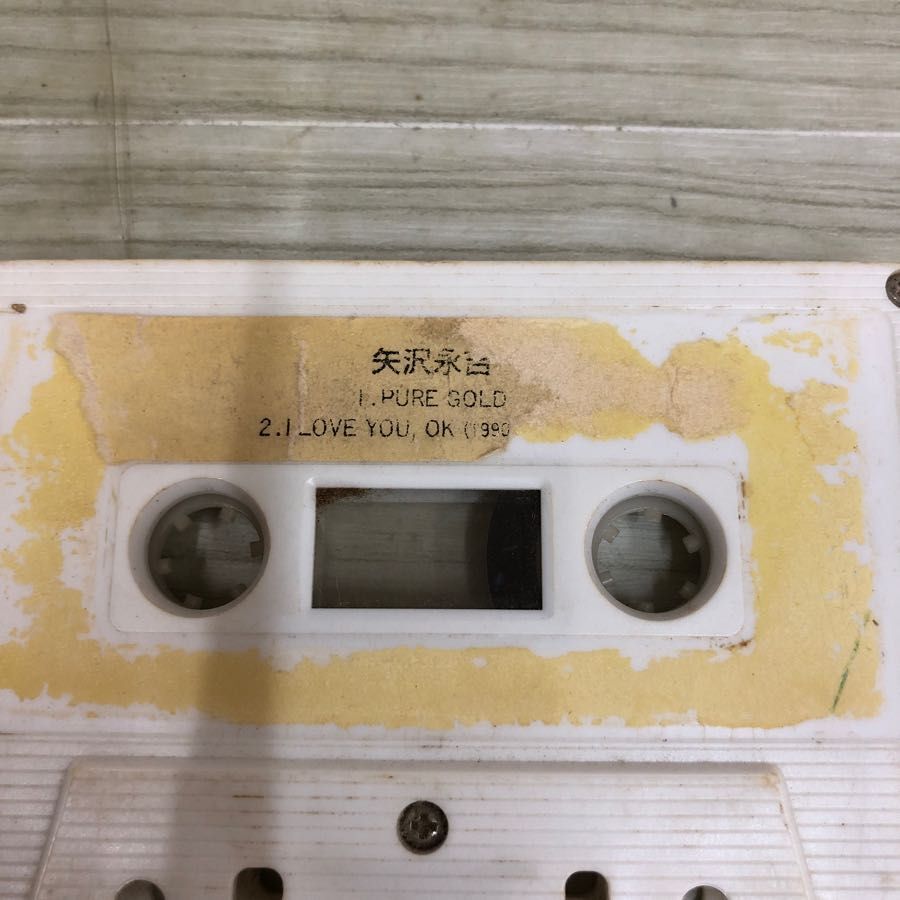 矢沢永吉
1.PURE GOLD
2.I LOVE YOU, OK (1990